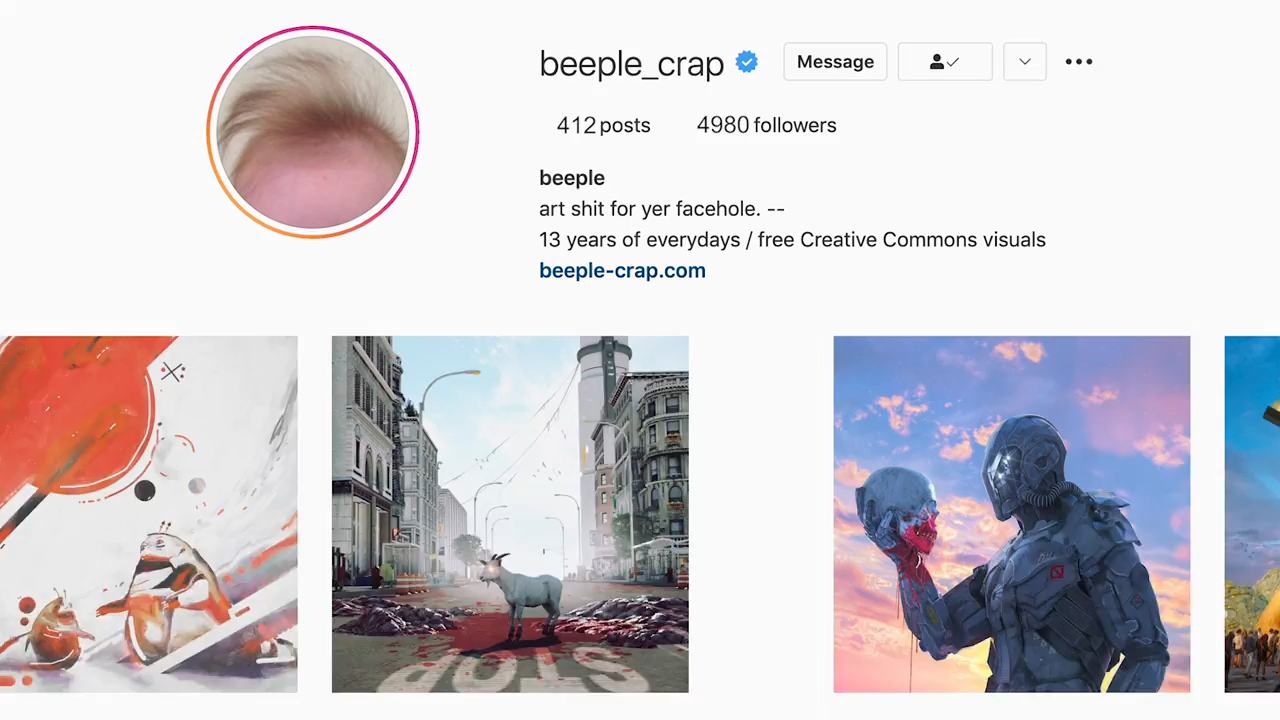 beeple_crap
Message
412 posts 4980 followers
beeple
art shit for yer facehole. --
13 years of everydays / free Creative Commons visuals
beeple-crap.com
STOP